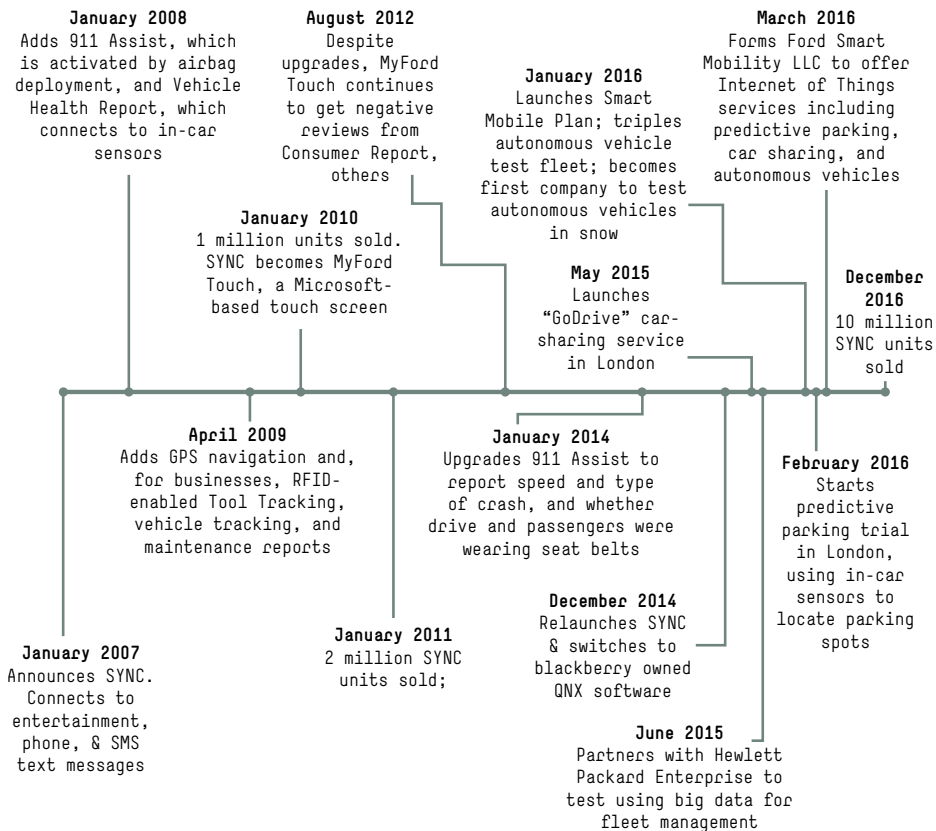 January 2008
Adds 911 Assist, which
is activated by airbag
deployment, and Vehicle
Health Report, which
connects to in-car
sensors
August 2012
Despite
upgrades, MyFord
Touch continues
to get negative
reviews from
Consumer Report,
others
January 2016
Launches Smart
Mobile Plan; triples
autonomous vehicle
test fleet; becomes
first company to test
autonomous vehicles
in snow
March 2016
Forms Ford Smart
Mobility LLC to offer
Internet of Things
services including
predictive parking,
car sharing, and
autonomous vehicles
January 2010
1 million units sold.
SYNC becomes MyFord
Touch, a Microsoft-
based touch screen
May 2015
Launches
“GoDrive” car-
sharing service
in London
December
2016
10 million
SYNC units
sold
April 2009
Adds GPS navigation and,
for businesses, RFID-
enabled Tool Tracking,
vehicle tracking, and
maintenance reports
January 2014
Upgrades 911 Assist to
report speed and type
of crash, and whether
drive and passengers were
wearing seat belts
February 2016
Starts
predictive
parking trial
in London,
using in-car
sensors to
locate parking
spots
January 2007
Announces SYNC.
Connects to
entertainment,
phone, & SMS
text messages
January 2011
2 million SYNC
units sold;
December 2014
Relaunches SYNC
& switches to
blackberry owned
QNX software
June 2015
Partners with Hewlett
Packard Enterprise to
test using big data for
fleet management